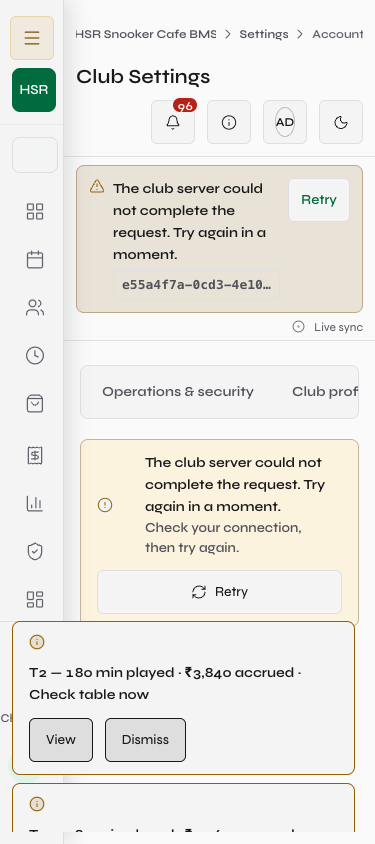 HSR Snooker Cafe BMS > Settings > Account
HSR
Club Settings
96
AD
The club server could
not complete the
request. Try again in a
moment.
Retry
e55a4f7a-0cd3-4e10…
Live sync
Operations & security
Club prof
The club server could not
complete the request. Try
again in a moment.
Check your connection,
then try again.
Retry
T2 — 180 min played · ₹3,840 accrued ·
Check table now
View
Dismiss